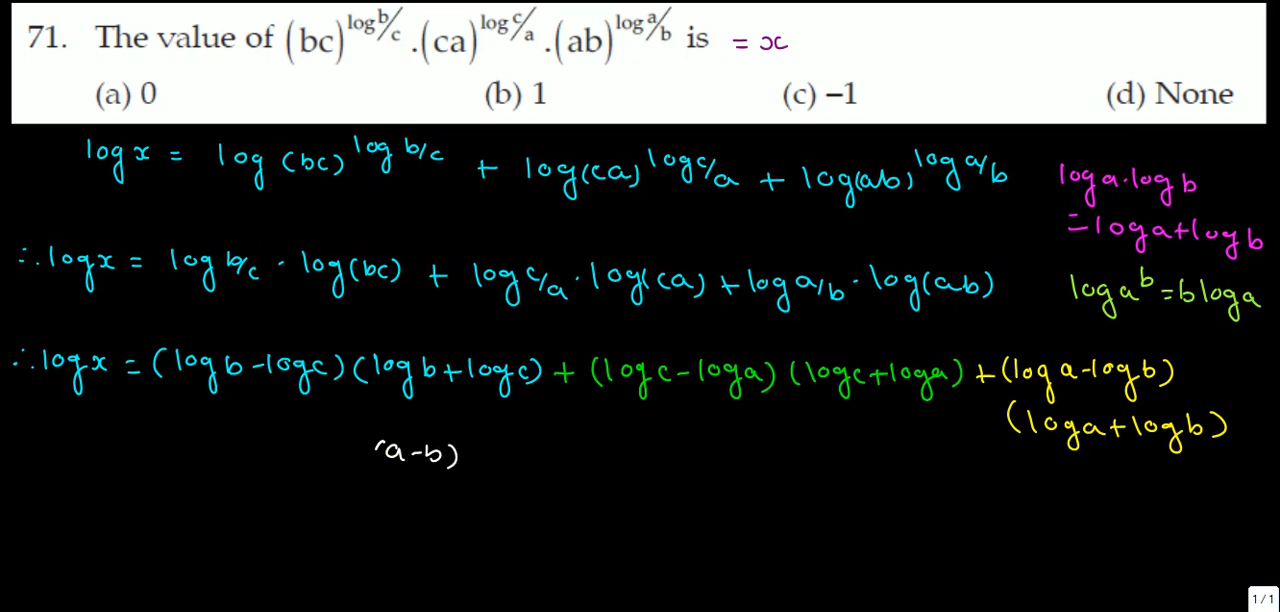 71. The value of (bc)^log b/c .(ca)^log c/a .(ab)^log a/b is = x
(a) 0 (b) 1 (c) –1 (d) None
log x = log (bc)^log b/c + log(ca)^log c/a + log(ab)^log a/b
log a · log b
= log a + log b
∴ log x = log b/c · log(bc) + log c/a · log(ca) + log a/b · log(ab)
log a^b = b log a
∴ log x = (log b - log c) (log b + log c) + (log c - log a) (log c + log a) + (log a - log b)
(log a + log b)
(a - b)
1/1